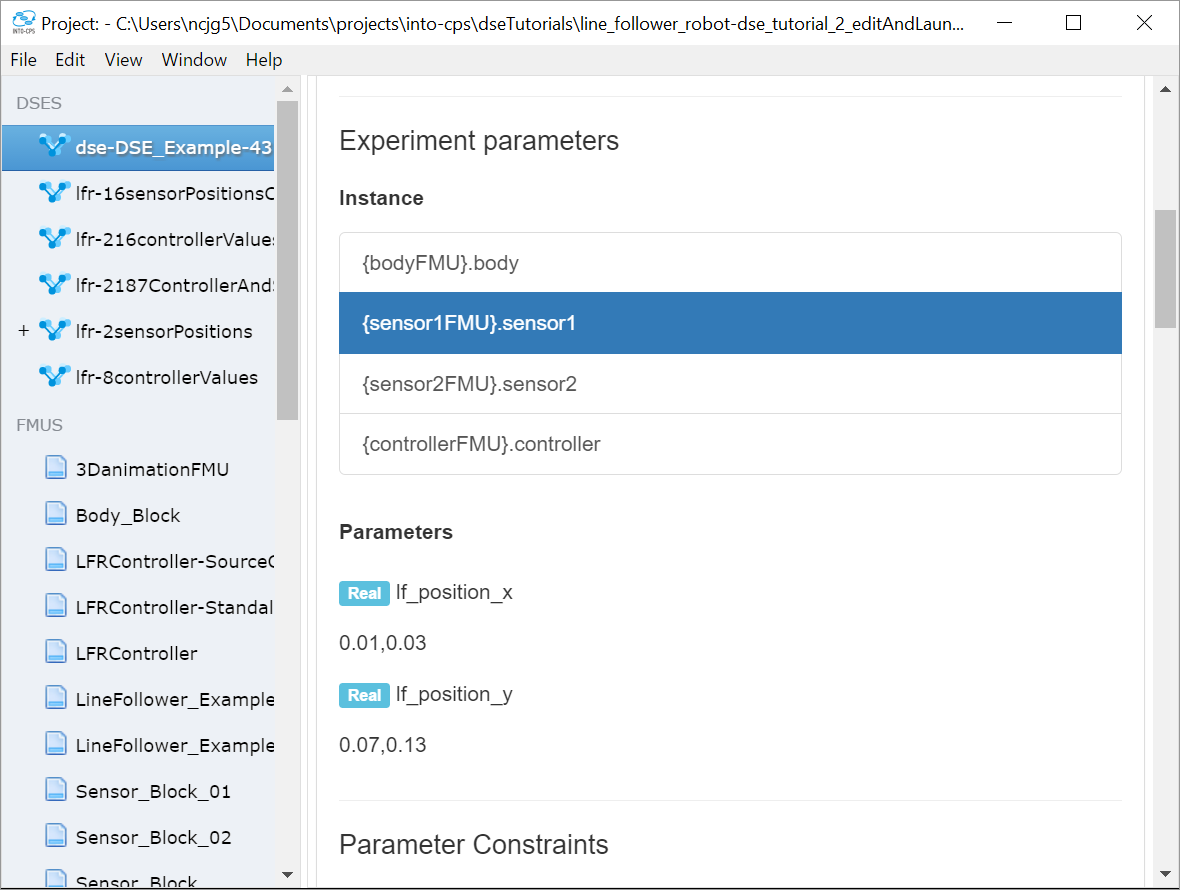 INTO-CPS
Project: - C:\Users\ncjg5\Documents\projects\into-cps\dseTutorials\line_follower_robot-dse_tutorial_2_editAndLaun...
File Edit View Window Help
DSES
dse-DSE_Example-43
lfr-16sensorPositionsC
lfr-216controllerValues
lfr-2187ControllerAndS
+ lfr-2sensorPositions
lfr-8controllerValues
FMUS
3DanimationFMU
Body_Block
LFRController-SourceC
LFRController-Standal
LFRController
LineFollower_Example
LineFollower_Example
Sensor_Block_01
Sensor_Block_02
Sensor_Block
Experiment parameters
Instance
{bodyFMU}.body
{sensor1FMU}.sensor1
{sensor2FMU}.sensor2
{controllerFMU}.controller
Parameters
Real lf_position_x
0.01,0.03
Real lf_position_y
0.07,0.13
Parameter Constraints